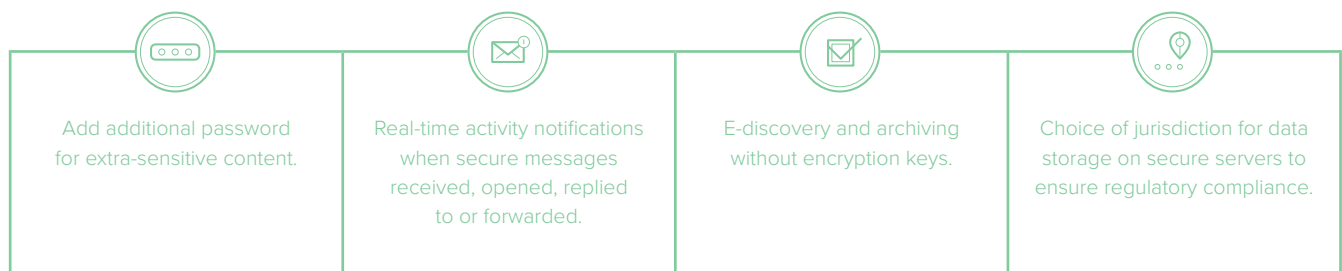 Add additional password
for extra-sensitive content.
Real-time activity notifications
when secure messages
received, opened, replied
to or forwarded.
E-discovery and archiving
without encryption keys.
Choice of jurisdiction for data
storage on secure servers to
ensure regulatory compliance.